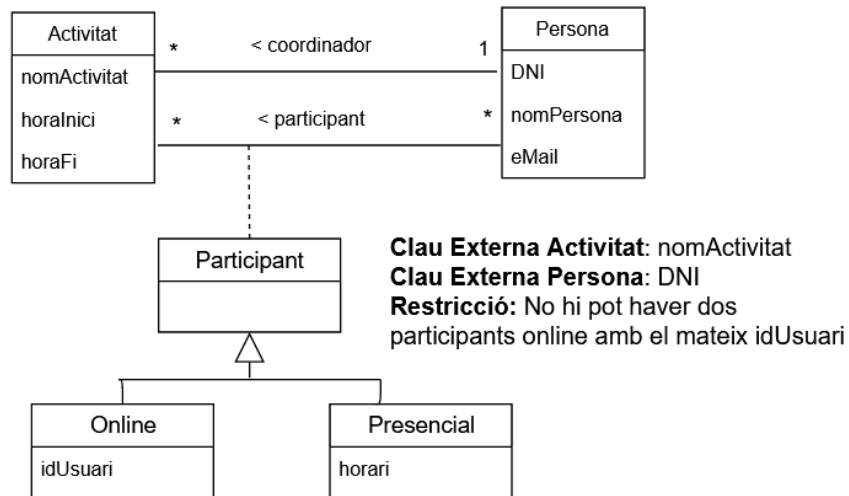 Activitat
nomActivitat
horaInici
horaFi
* < coordinador 1
* < participant *
Persona
DNI
nomPersona
eMail
Participant
Clau Externa Activitat: nomActivitat
Clau Externa Persona: DNI
Restricció: No hi pot haver dos
participants online amb el mateix idUsuari
Online
idUsuari
Presencial
horari